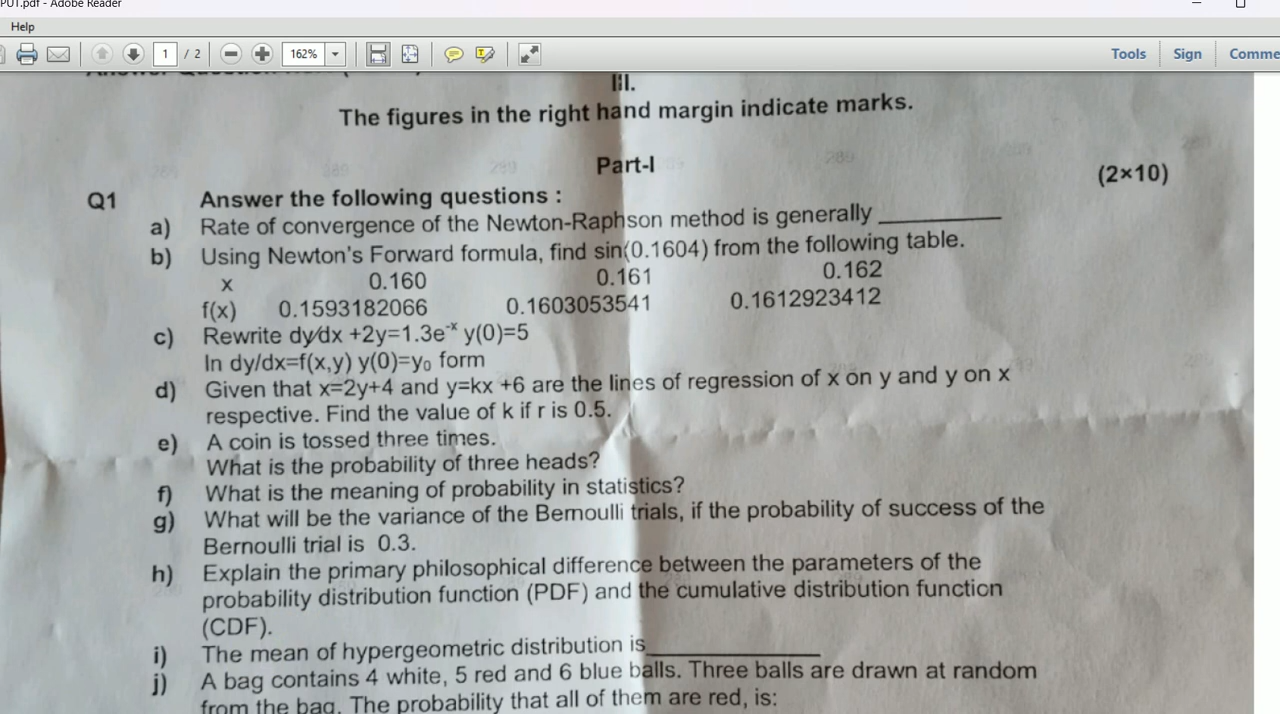 PUT.pdf - Adobe Reader
Help
1 / 2 162% Tools Sign Comme
III.
The figures in the right hand margin indicate marks.
Part-I
(2×10)
Q1 Answer the following questions :
a) Rate of convergence of the Newton-Raphson method is generally ___________
b) Using Newton's Forward formula, find sin(0.1604) from the following table.
x 0.160 0.161 0.162
f(x) 0.1593182066 0.1603053541 0.1612923412
c) Rewrite dy/dx +2y=1.3e⁻ˣ y(0)=5
In dy/dx=f(x,y) y(0)=y₀ form
d) Given that x=2y+4 and y=kx +6 are the lines of regression of x on y and y on x
respective. Find the value of k if r is 0.5.
e) A coin is tossed three times.
What is the probability of three heads?
f) What is the meaning of probability in statistics?
g) What will be the variance of the Bernoulli trials, if the probability of success of the
Bernoulli trial is 0.3.
h) Explain the primary philosophical difference between the parameters of the
probability distribution function (PDF) and the cumulative distribution function
(CDF).
i) The mean of hypergeometric distribution is_______________
j) A bag contains 4 white, 5 red and 6 blue balls. Three balls are drawn at random
from the bag. The probability that all of them are red, is: